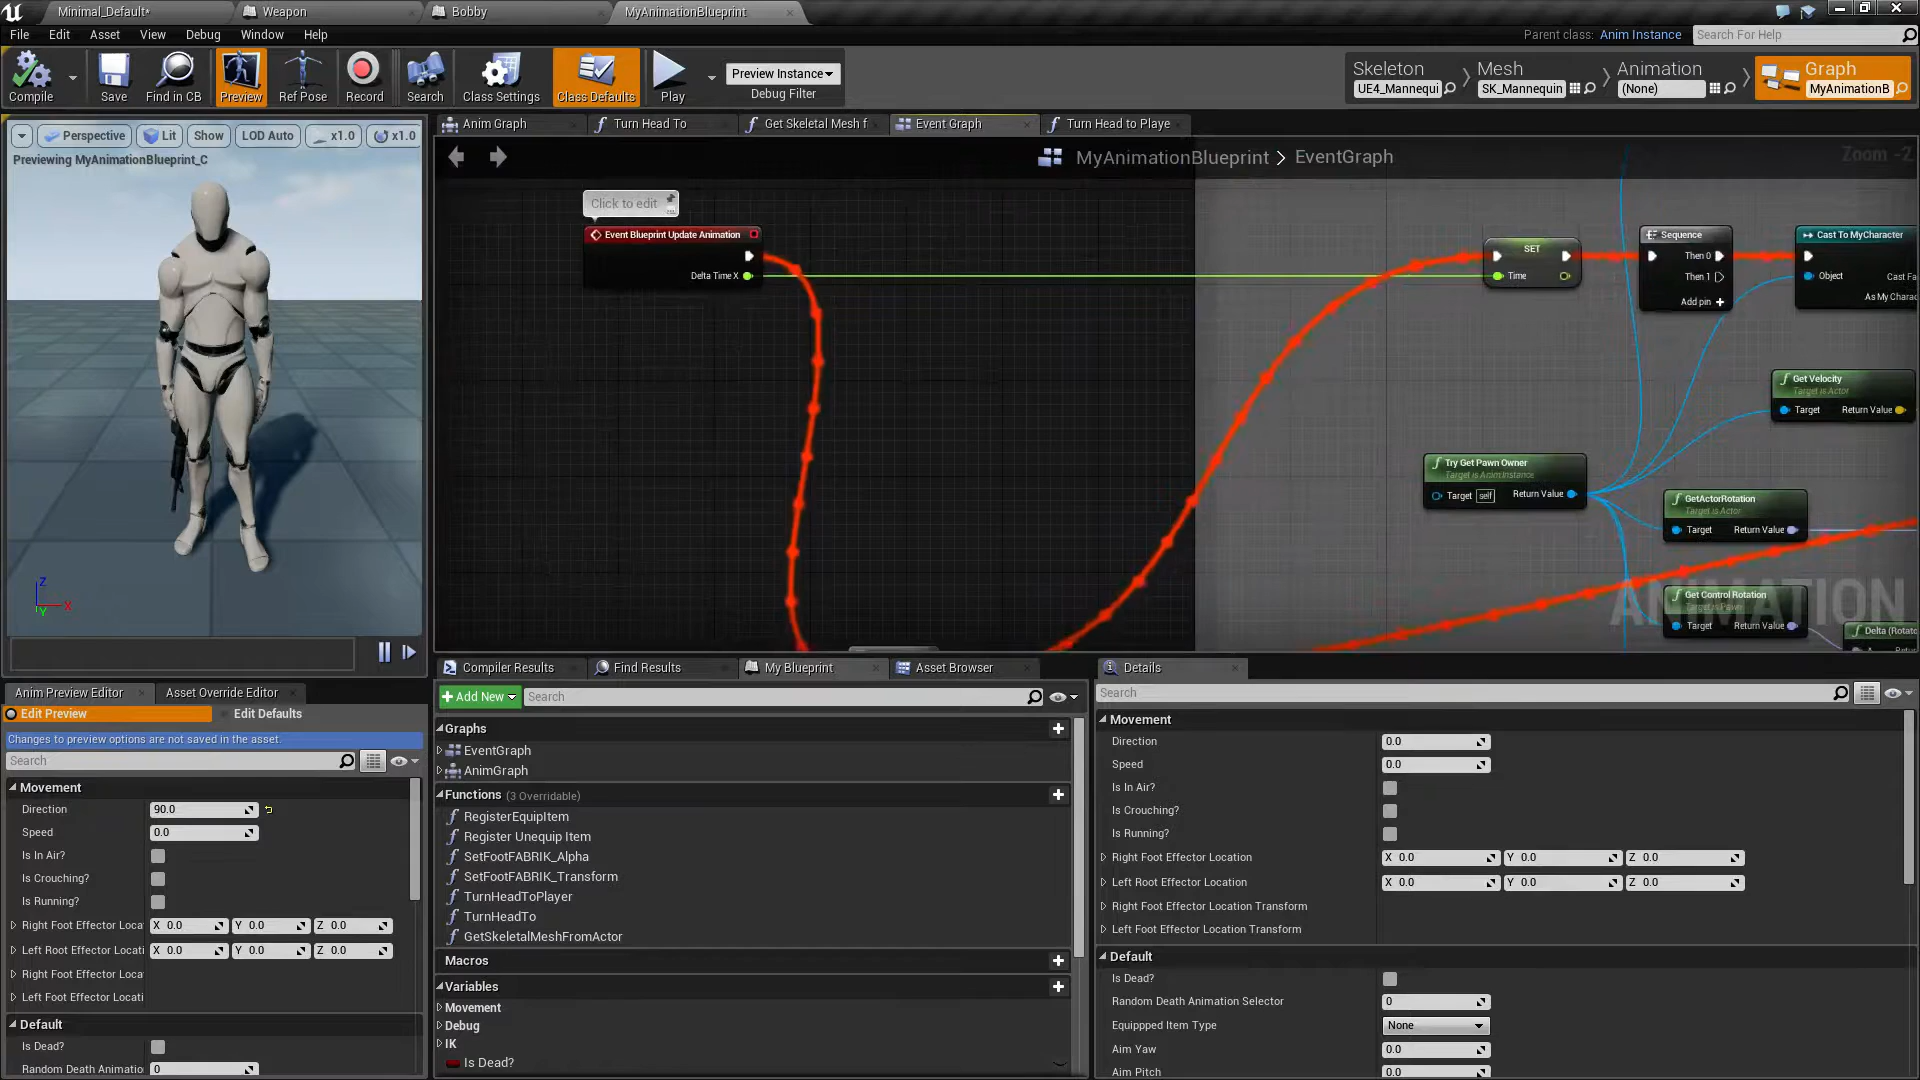 Minimal_Default*
Weapon
Bobby
MyAnimationBlueprint
File Edit Asset View Debug Window Help
Parent class: Anim Instance
Search For Help
Compile
Save
Find in CB
Preview
Ref Pose
Record
Search
Class Settings
Class Defaults
Play
Preview Instance
Debug Filter
Skeleton
UE4_Mannequi
Mesh
SK_Mannequin
Animation
(None)
Graph
MyAnimationB
Perspective
Lit
Show
LOD Auto
x1.0
x1.0
Previewing MyAnimationBlueprint_C
Z
X
Y
Anim Graph
Turn Head To
Get Skeletal Mesh f
Event Graph
Turn Head to Playe
MyAnimationBlueprint > EventGraph
Zoom -2
Click to edit
Event Blueprint Update Animation
Delta Time X
SET
Time
Sequence
Then 0
Then 1
Add pin +
Cast To MyCharacter
Object
Cast Fa
As My Charac
Get Velocity
Target is Actor
Target Return Value
Try Get Pawn Owner
Target is Anim Instance
Target self Return Value
GetActorRotation
Target is Actor
Target Return Value
Get Control Rotation
Target is Pawn
Target Return Value
Delta (Rotato
ANIMATION
Anim Preview Editor
Asset Override Editor
Edit Preview
Edit Defaults
Changes to preview options are not saved in the asset.
Search
Movement
Direction 90.0
Speed 0.0
Is In Air?
Is Crouching?
Is Running?
Right Foot Effector Loca X 0.0 Y 0.0 Z 0.0
Left Root Effector Locati X 0.0 Y 0.0 Z 0.0
Right Foot Effector Loca
Left Foot Effector Locati
Default
Is Dead?
Random Death Animatio 0
Compiler Results
Find Results
My Blueprint
Asset Browser
+ Add New
Search
Graphs
EventGraph
AnimGraph
Functions (3 Overridable)
RegisterEquipItem
Register Unequip Item
SetFootFABRIK_Alpha
SetFootFABRIK_Transform
TurnHeadToPlayer
TurnHeadTo
GetSkeletalMeshFromActor
Macros
Variables
Movement
Debug
IK
Is Dead?
Details
Search
Movement
Direction 0.0
Speed 0.0
Is In Air?
Is Crouching?
Is Running?
Right Foot Effector Location X 0.0 Y 0.0 Z 0.0
Left Root Effector Location X 0.0 Y 0.0 Z 0.0
Right Foot Effector Location Transform
Left Foot Effector Location Transform
Default
Is Dead?
Random Death Animation Selector 0
Equippped Item Type None
Aim Yaw 0.0
Aim Pitch 0.0